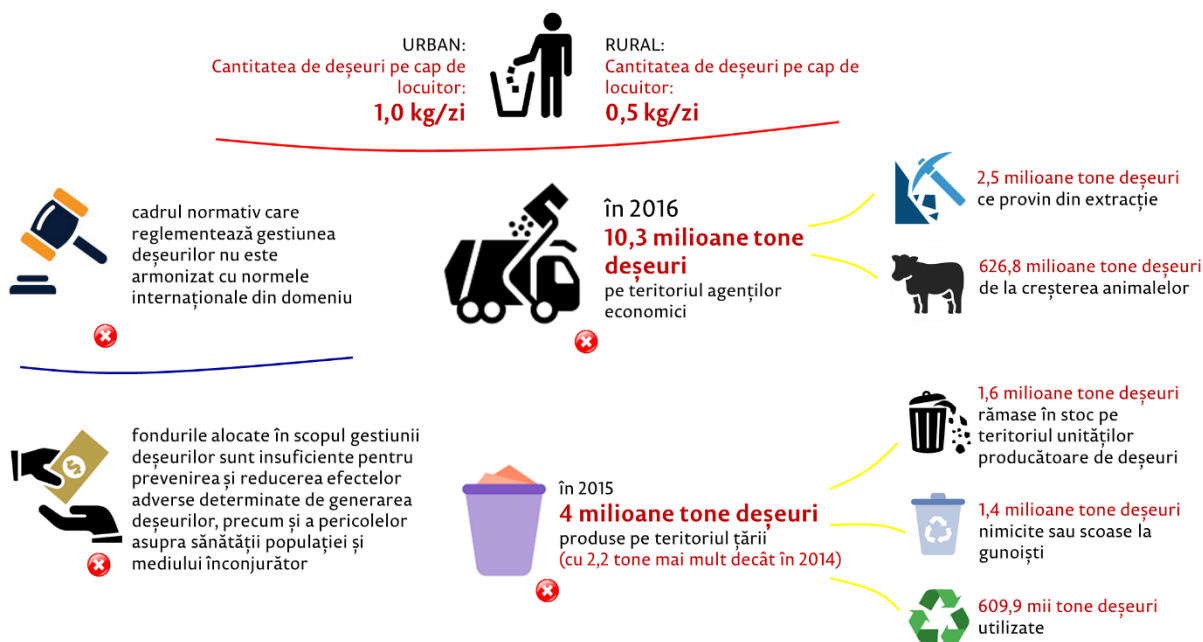 URBAN:
Cantitatea de deșeuri pe cap de
locuitor:
1,0 kg/zi
RURAL:
Cantitatea de deșeuri pe cap de
locuitor:
0,5 kg/zi
cadrul normativ care
reglementează gestiunea
deșeurilor nu este
armonizat cu normele
internaționale din domeniu
în 2016
10,3 milioane tone
deșeuri
pe teritoriul agenților
economici
2,5 milioane tone deșeuri
ce provin din extracție
626,8 milioane tone deșeuri
de la creșterea animalelor
fondurile alocate în scopul gestiunii
deșeurilor sunt insuficiente pentru
prevenirea și reducerea efectelor
adverse determinate de generarea
deșeurilor, precum și a pericolelor
asupra sănătății populației și
mediului înconjurător
în 2015
4 milioane tone deșeuri
produse pe teritoriul țării
(cu 2,2 tone mai mult decât în 2014)
1,6 milioane tone deșeuri
rămase în stoc pe
teritoriul unităților
producătoare de deșeuri
1,4 milioane tone deșeuri
nimicite sau scoase la
gunoiști
609,9 mii tone deșeuri
utilizate